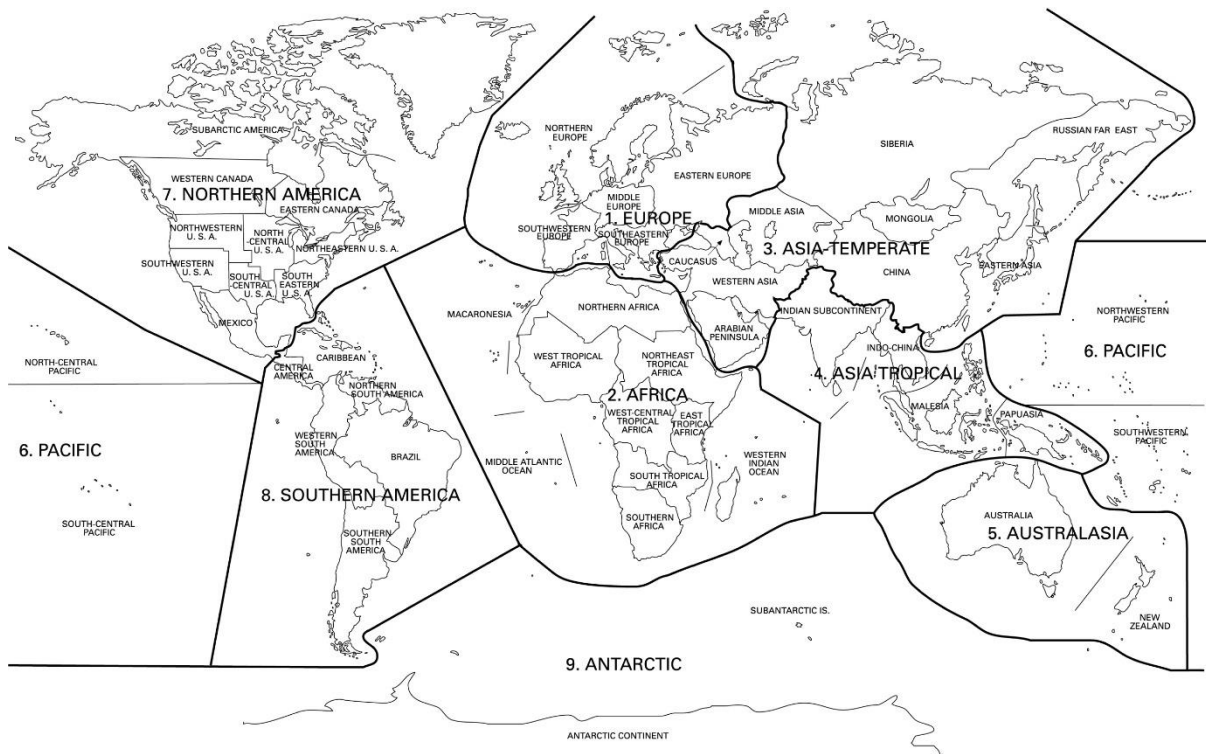 SUBARCTIC AMERICA
WESTERN CANADA
7. NORTHERN AMERICA
EASTERN CANADA
NORTHWESTERN
U. S. A.
NORTH
-CENTRAL
U. S. A.
NORTHEASTERN U. S. A.
SOUTHWESTERN
U. S. A.
SOUTH-
CENTRAL
U. S. A.
SOUTH
EASTERN
U. S. A.
MEXICO
NORTHERN
EUROPE
EASTERN EUROPE
MIDDLE
EUROPE
1. EUROPE
SOUTHWESTERN
EUROPE
SOUTHEASTERN
EUROPE
SIBERIA
RUSSIAN FAR EAST
MIDDLE ASIA
MONGOLIA
3. ASIA-TEMPERATE
CAUCASUS
CHINA
EASTERN ASIA
WESTERN ASIA
ARABIAN
PENINSULA
MACARONESIA
NORTHERN AFRICA
WEST TROPICAL
AFRICA
NORTHEAST
TROPICAL
AFRICA
2. AFRICA
WEST-CENTRAL
TROPICAL
AFRICA
EAST
TROPICAL
AFRICA
MIDDLE ATLANTIC
OCEAN
WESTERN
INDIAN
OCEAN
SOUTH TROPICAL
AFRICA
SOUTHERN
AFRICA
INDIAN SUBCONTINENT
INDO-CHINA
4. ASIA-TROPICAL
MALESIA
PAPUASIA
NORTHWESTERN
PACIFIC
6. PACIFIC
SOUTHWESTERN
PACIFIC
NORTH-CENTRAL
PACIFIC
6. PACIFIC
SOUTH-CENTRAL
PACIFIC
CARIBBEAN
CENTRAL
AMERICA
NORTHERN
SOUTH AMERICA
WESTERN
SOUTH
AMERICA
BRAZIL
8. SOUTHERN AMERICA
SOUTHERN
SOUTH
AMERICA
AUSTRALIA
5. AUSTRALASIA
NEW
ZEALAND
SUBANTARCTIC IS.
9. ANTARCTIC
ANTARCTIC CONTINENT